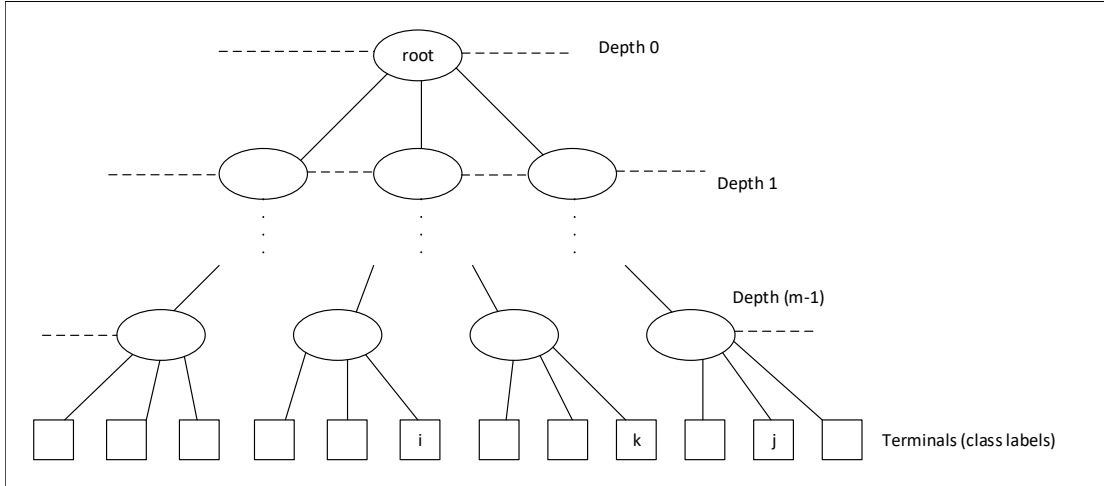 root
Depth 0
Depth 1
Depth (m-1)
i
k
j
Terminals (class labels)